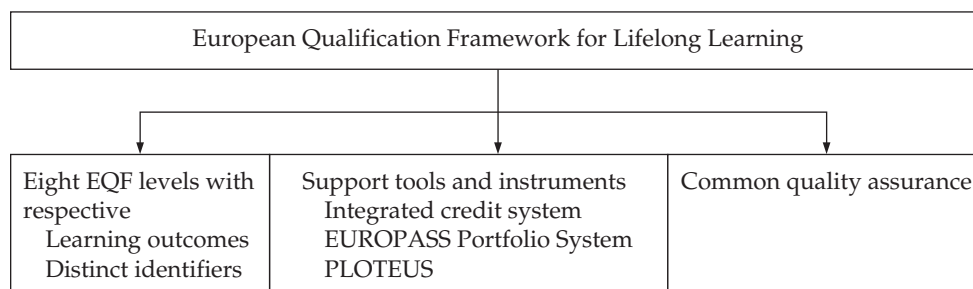 European Qualification Framework for Lifelong Learning
Eight EQF levels with
respective
Learning outcomes
Distinct identifiers
Support tools and instruments
Integrated credit system
EUROPASS Portfolio System
PLOTEUS
Common quality assurance